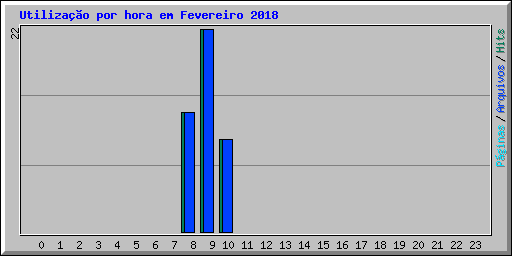 Utilização por hora em Fevereiro 2018
22
Páginas / Arquivos / Hits
0 1 2 3 4 5 6 7 8 9 10 11 12 13 14 15 16 17 18 19 20 21 22 23